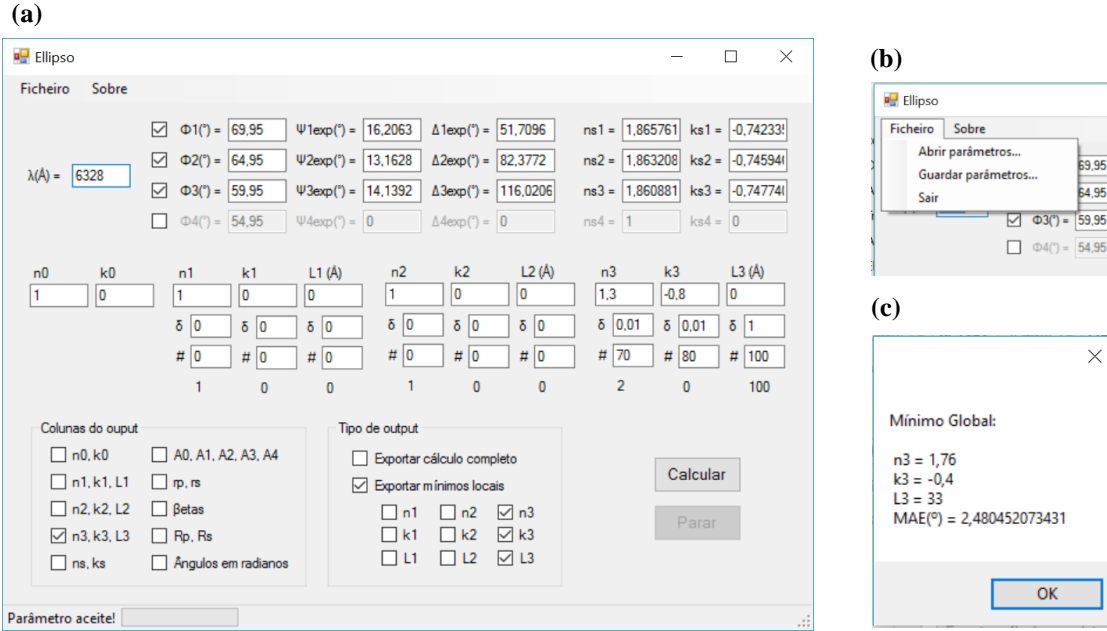 (a)
Ellipso
Ficheiro Sobre
Φ1(°) = 69,95 Ψ1exp(°) = 16,2063 Δ1exp(°) = 51,7096 ns1 = 1,865761 ks1 = -0,742335
Φ2(°) = 64,95 Ψ2exp(°) = 13,1628 Δ2exp(°) = 82,3772 ns2 = 1,863208 ks2 = -0,74594
λ(Å) = 6328
Φ3(°) = 59,95 Ψ3exp(°) = 14,1392 Δ3exp(°) = 116,0206 ns3 = 1,860881 ks3 = -0,74774
Φ4(°) = 54,95 Ψ4exp(°) = 0 Δ4exp(°) = 0 ns4 = 1 ks4 = 0
n0 k0 n1 k1 L1 (Å) n2 k2 L2 (Å) n3 k3 L3 (Å)
1 0 1 0 0 1 0 0 1,3 -0,8 0
δ 0 δ 0 δ 0 δ 0 δ 0 δ 0 δ 0,01 δ 0,01 δ 1
# 0 # 0 # 0 # 0 # 0 # 0 # 70 # 80 # 100
1 0 0 1 0 0 2 0 100
Colunas do ouput
n0, k0 A0, A1, A2, A3, A4
n1, k1, L1 rp, rs
n2, k2, L2 βetas
n3, k3, L3 Rp, Rs
ns, ks Ângulos em radianos
Tipo de output
Exportar cálculo completo
Exportar mínimos locais
n1 n2 n3
k1 k2 k3
L1 L2 L3
Calcular
Parar
Parâmetro aceite!
(b)
Ellipso
Ficheiro Sobre
Abrir parâmetros...
Guardar parâmetros...
Sair
69,95
64,95
Φ3(°) = 59,95
Φ4(°) = 54,95
(c)
Mínimo Global:
n3 = 1,76
k3 = -0,4
L3 = 33
MAE(º) = 2,480452073431
OK